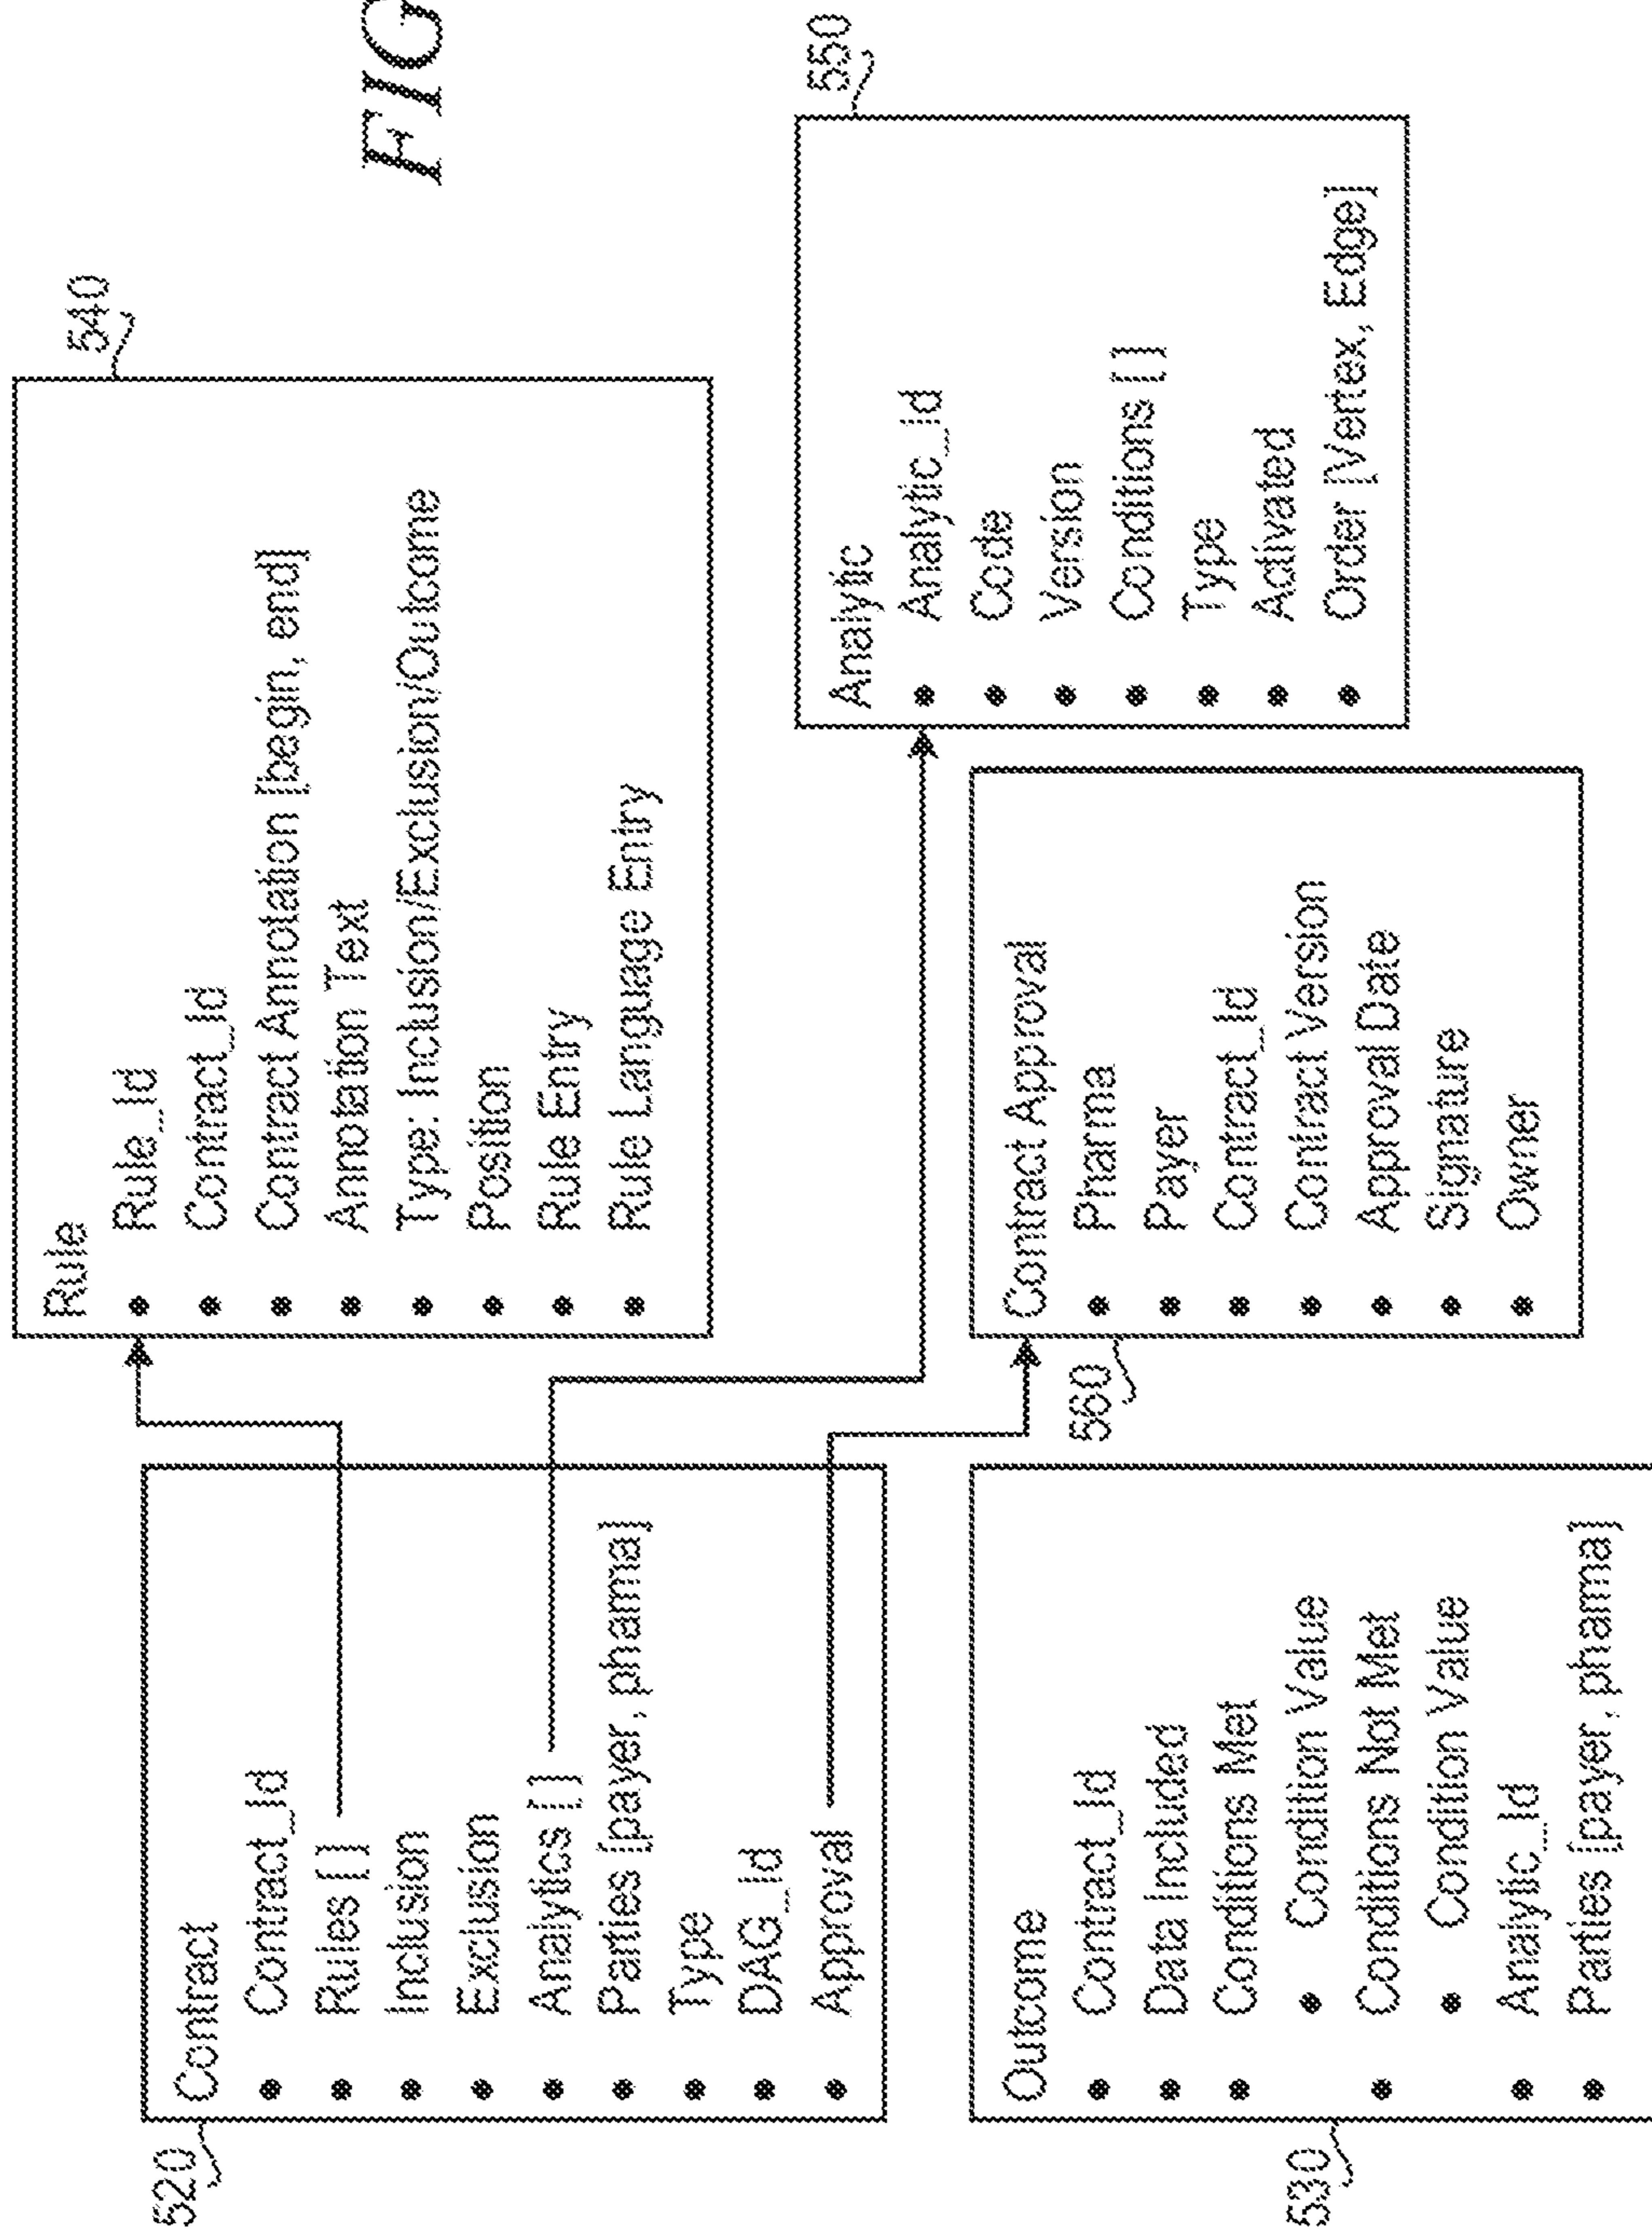 520
Contract
• Contract_Id
• Rules [ ]
• Inclusion
• Exclusion
• Analytics [ ]
• Parties [payer, pharma]
• Type
• DAG_Id
• Approval
530
Outcome
• Contract_Id
• Data Included
• Conditions Met
• Condition Value
• Conditions Not Met
• Condition Value
• Analytic_Id
• Parties [payer, pharma]
540
Rule
• Rule_Id
• Contract_Id
• Contract Annotation [begin, end]
• Annotation Text
• Type: Inclusion/Exclusion/Outcome
• Position
• Rule Entry
• Rule Language Entry
560
Contract Approval
• Pharma
• Payer
• Contract_Id
• Contract Version
• Approval Date
• Signature
• Owner
550
Analytic
• Analytic_Id
• Code
• Version
• Conditions [ ]
• Type
• Activated
• Order [Vertex, Edge]
FIG